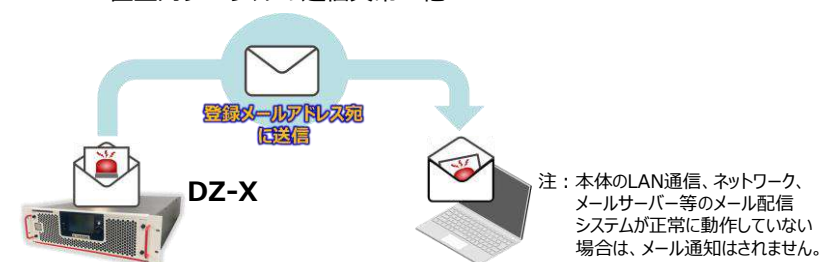 登録メールアドレス宛
に送信
DZ-X
注：本体のLAN通信、ネットワーク、
メールサーバー等のメール配信
システムが正常に動作していない
場合は、メール通知はされません。